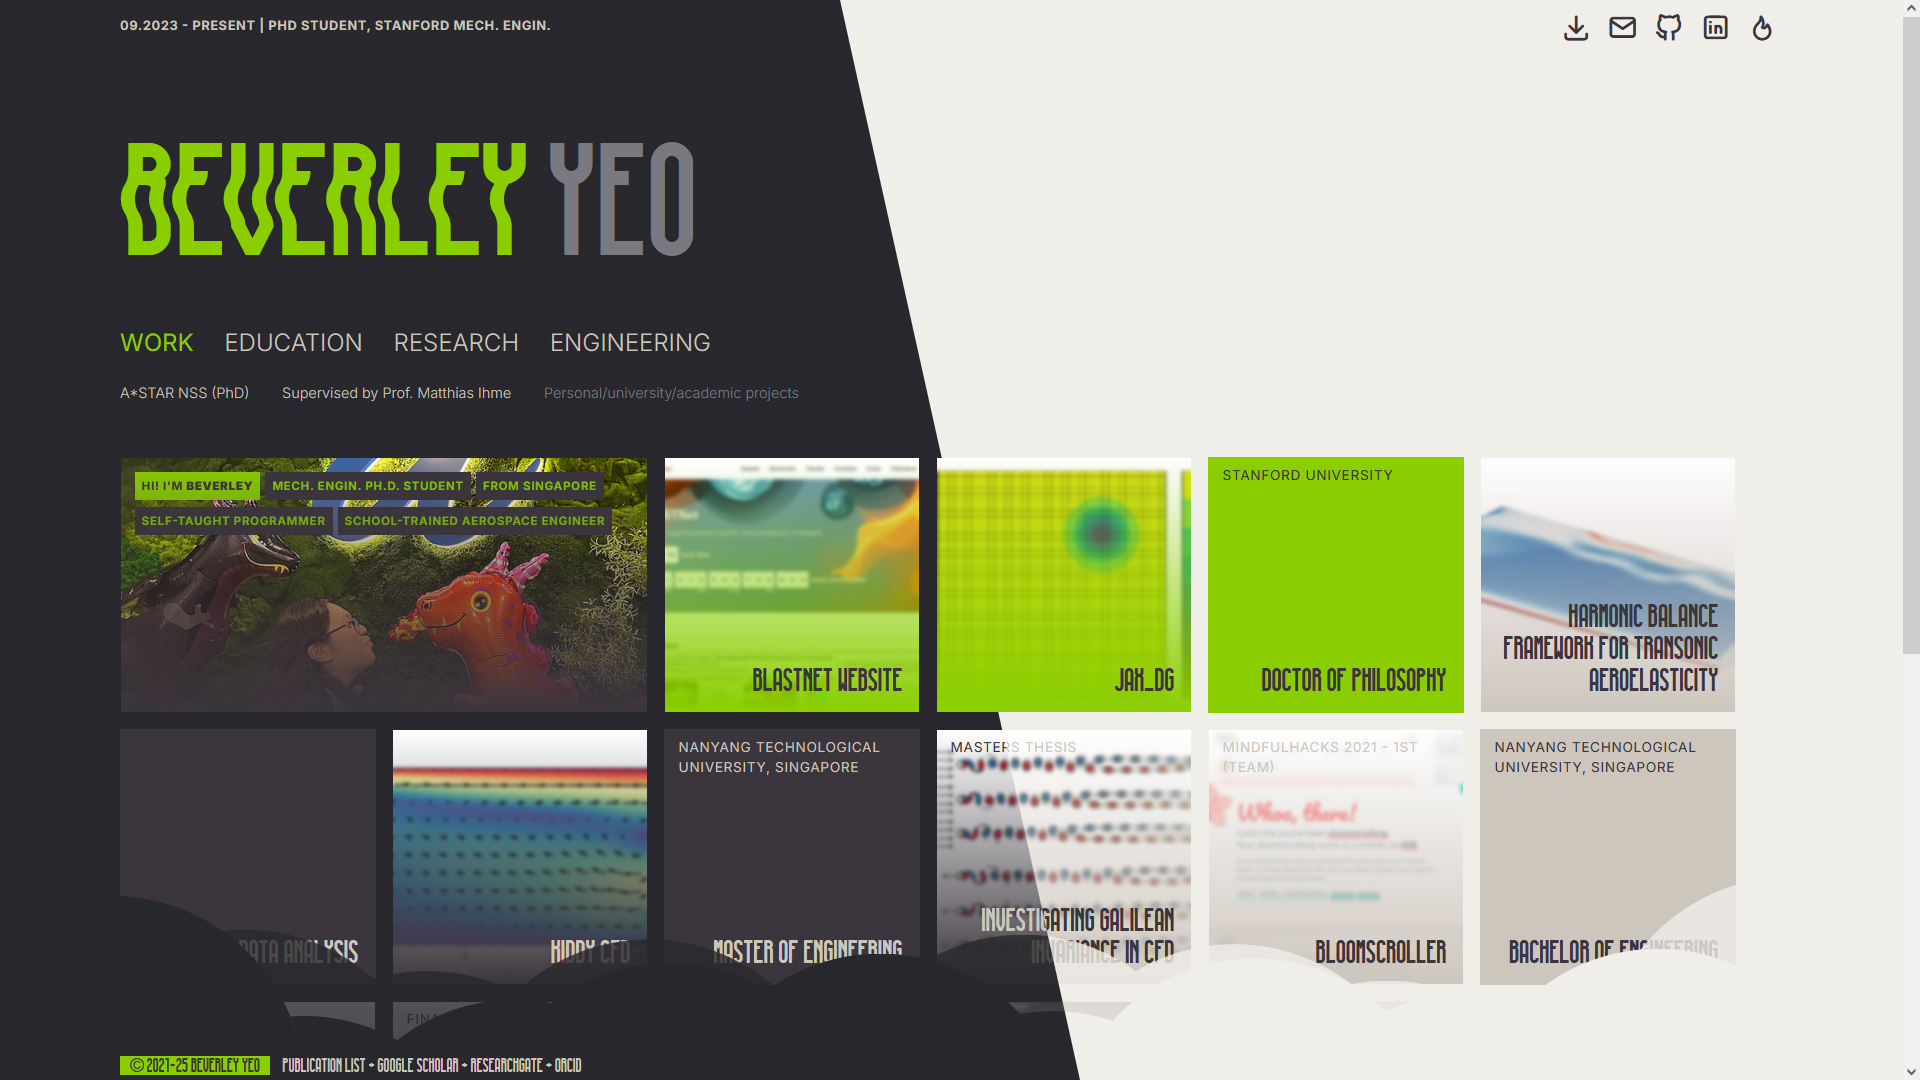 09.2023 - PRESENT | PHD STUDENT, STANFORD MECH. ENGIN.
BEVERLEY YEO
WORK EDUCATION RESEARCH ENGINEERING
A*STAR NSS (PhD) Supervised by Prof. Matthias Ihme Personal/university/academic projects
HI! I'M BEVERLEY MECH. ENGIN. PH.D. STUDENT FROM SINGAPORE
SELF-TAUGHT PROGRAMMER SCHOOL-TRAINED AEROSPACE ENGINEER
BLASTNET WEBSITE
JAX_DG
STANFORD UNIVERSITY
DOCTOR OF PHILOSOPHY
HARMONIC BALANCE
FRAMEWORK FOR TRANSONIC
AEROELASTICITY
DATA ANALYSIS
KIDDY CFD
NANYANG TECHNOLOGICAL
UNIVERSITY, SINGAPORE
MASTER OF ENGINEERING
MASTERS THESIS
INVESTIGATING GALILEAN
INVARIANCE IN CFD
MINDFULHACKS 2021 - 1ST
(TEAM)
Whoa, there!
BLOOMSCROLLER
NANYANG TECHNOLOGICAL
UNIVERSITY, SINGAPORE
BACHELOR OF ENGINEERING
© 2021-25 BEVERLEY YEO PUBLICATION LIST + GOOGLE SCHOLAR + RESEARCHGATE + ORCID